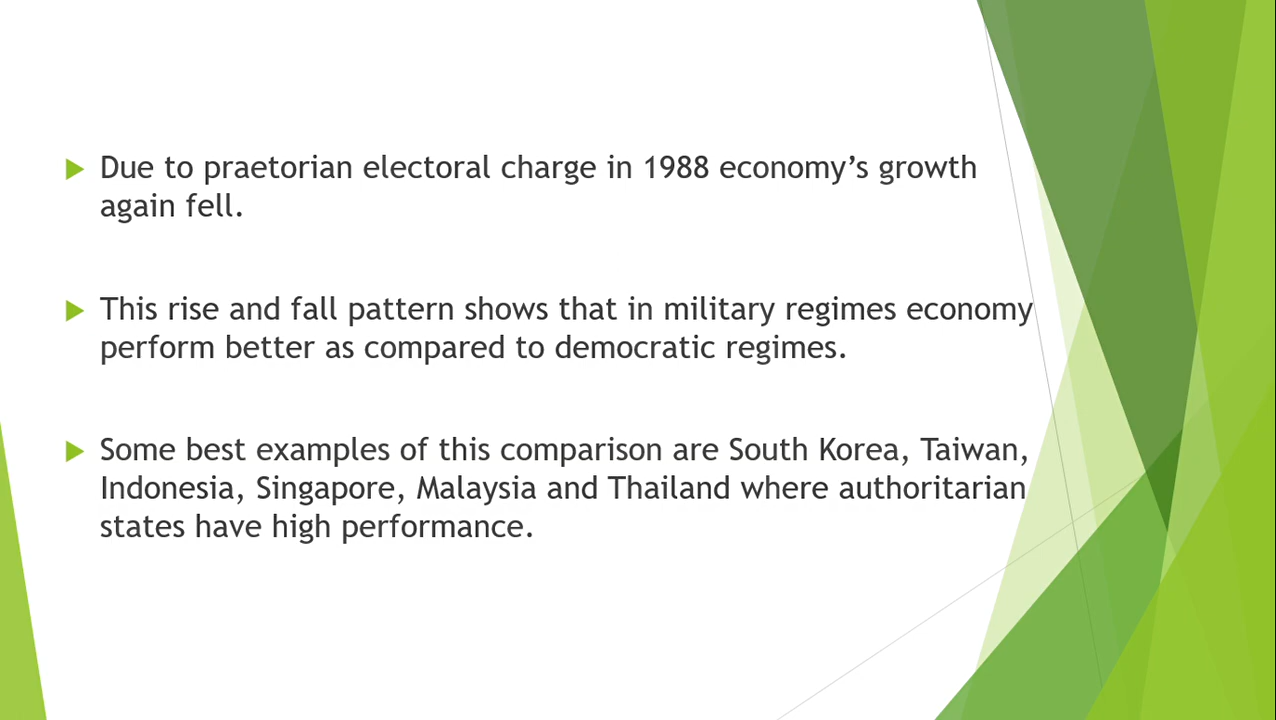 Due to praetorian electoral charge in 1988 economy’s growth
again fell.
This rise and fall pattern shows that in military regimes economy
perform better as compared to democratic regimes.
Some best examples of this comparison are South Korea, Taiwan,
Indonesia, Singapore, Malaysia and Thailand where authoritarian
states have high performance.